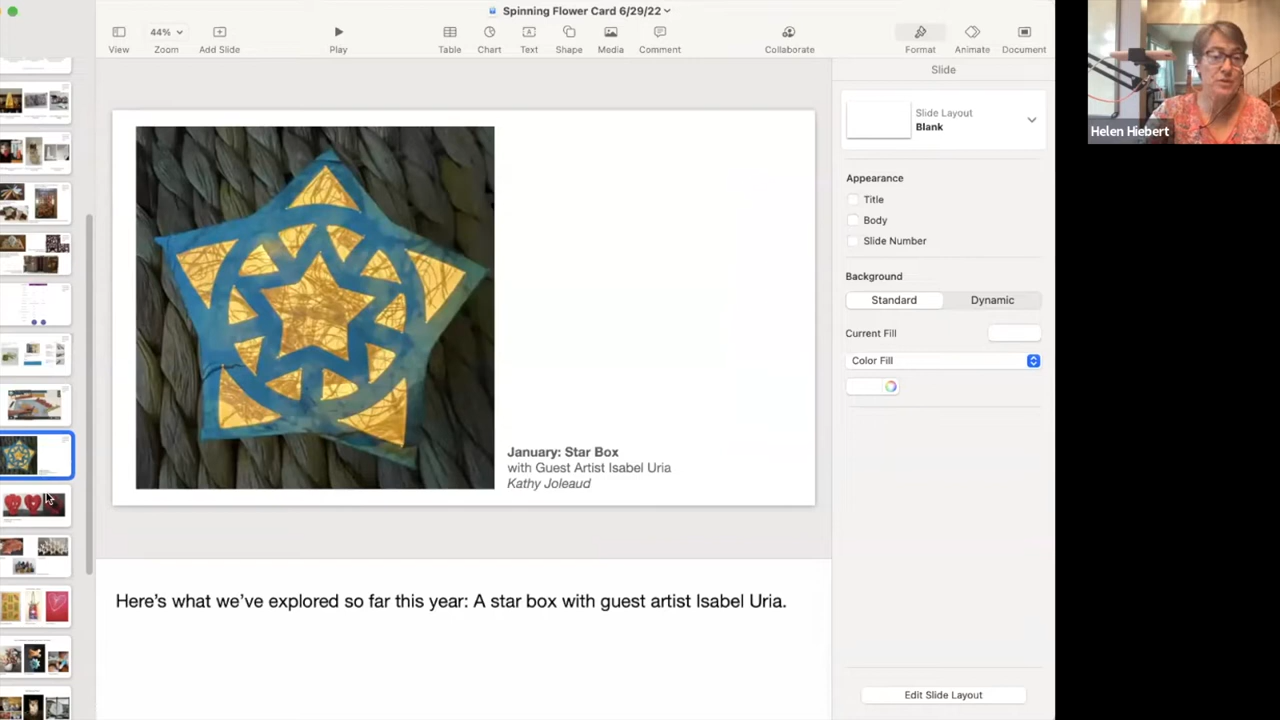 Spinning Flower Card 6/29/22
44%
View
Zoom
Add Slide
Play
Table
Chart
Text
Shape
Media
Comment
Collaborate
Format
Animate
Document
Slide
Slide Layout
Blank
Appearance
Title
Body
Slide Number
Background
Standard
Dynamic
Current Fill
Color Fill
Edit Slide Layout
January: Star Box
with Guest Artist Isabel Uria
Kathy Joleaud
Here's what we've explored so far this year: A star box with guest artist Isabel Uria.
Helen Hiebert